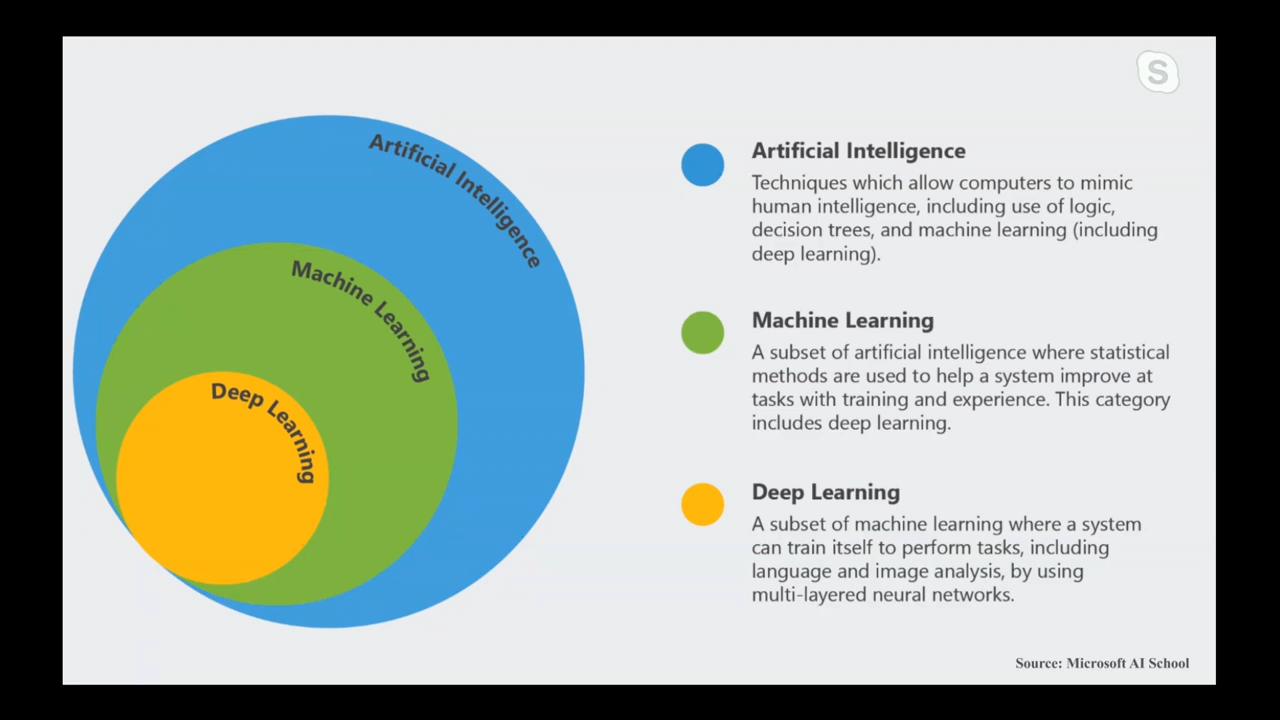 Artificial Intelligence
Machine Learning
Deep Learning
S
Artificial Intelligence
Techniques which allow computers to mimic
human intelligence, including use of logic,
decision trees, and machine learning (including
deep learning).
Machine Learning
A subset of artificial intelligence where statistical
methods are used to help a system improve at
tasks with training and experience. This category
includes deep learning.
Deep Learning
A subset of machine learning where a system
can train itself to perform tasks, including
language and image analysis, by using
multi-layered neural networks.
Source: Microsoft AI School